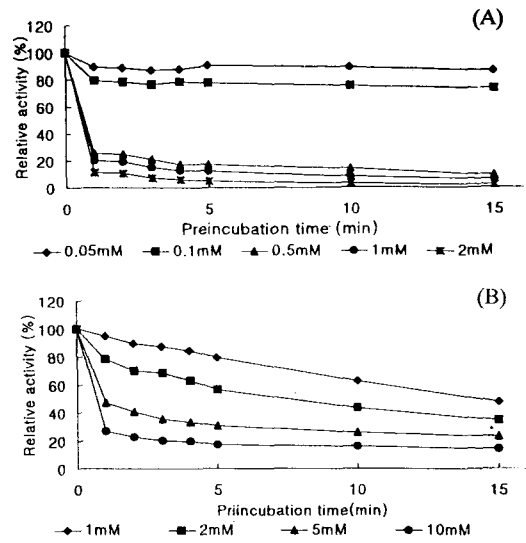 (A)
Relative activity (%)
120
100
80
60
40
20
0
0 5 10 15
Preincubation time (min)
0.05mM 0.1mM 0.5mM 1mM 2mM
(B)
Relative activity (%)
120
100
80
60
40
20
0
0 5 10 15
Priincubation time(min)
1mM 2mM 5mM 10mM